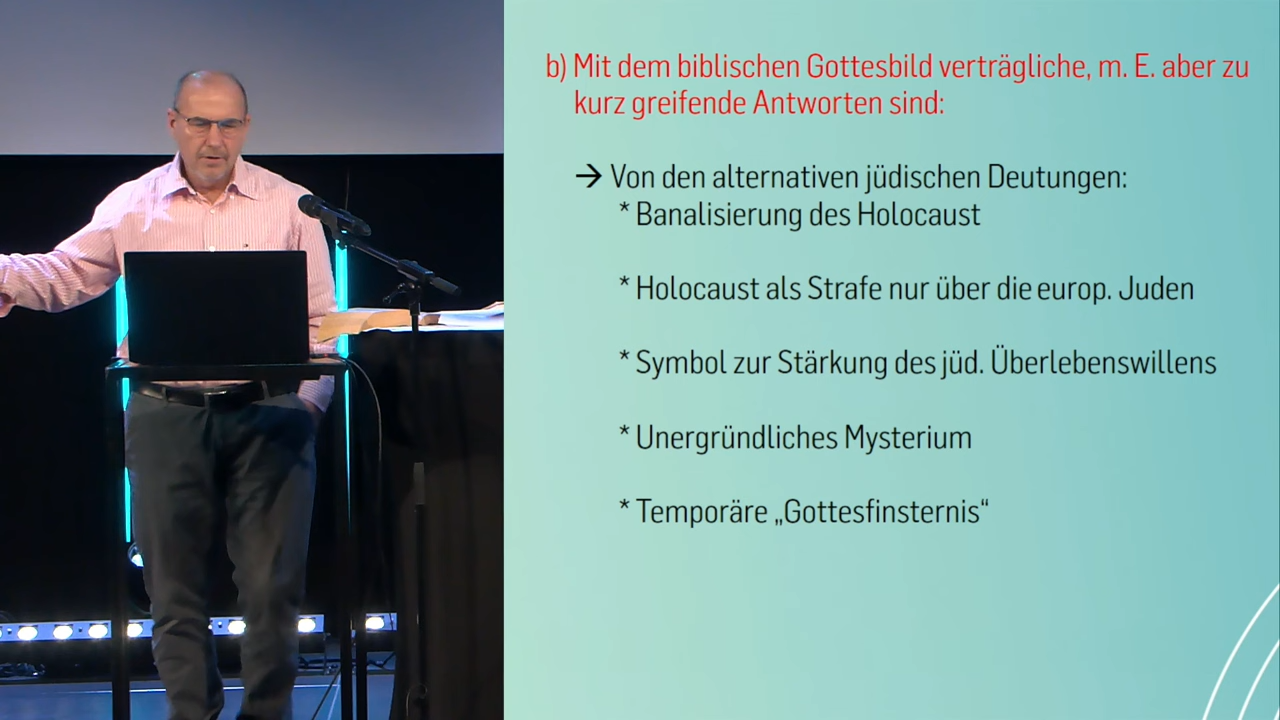 b) Mit dem biblischen Gottesbild verträgliche, m. E. aber zu
kurz greifende Antworten sind:
→ Von den alternativen jüdischen Deutungen:
* Banalisierung des Holocaust
* Holocaust als Strafe nur über die europ. Juden
* Symbol zur Stärkung des jüd. Überlebenswillens
* Unergründliches Mysterium
* Temporäre „Gottesfinsternis“